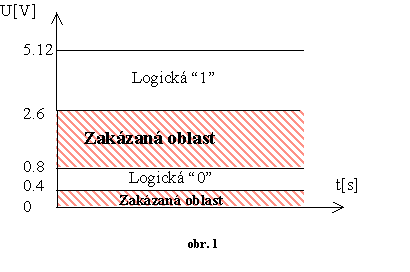 U[V]
5.12
Logická “1”
2.6
Zakázaná oblast
0.8
Logická “0”
0.4
t[s]
Zakázaná oblast
0
obr. 1